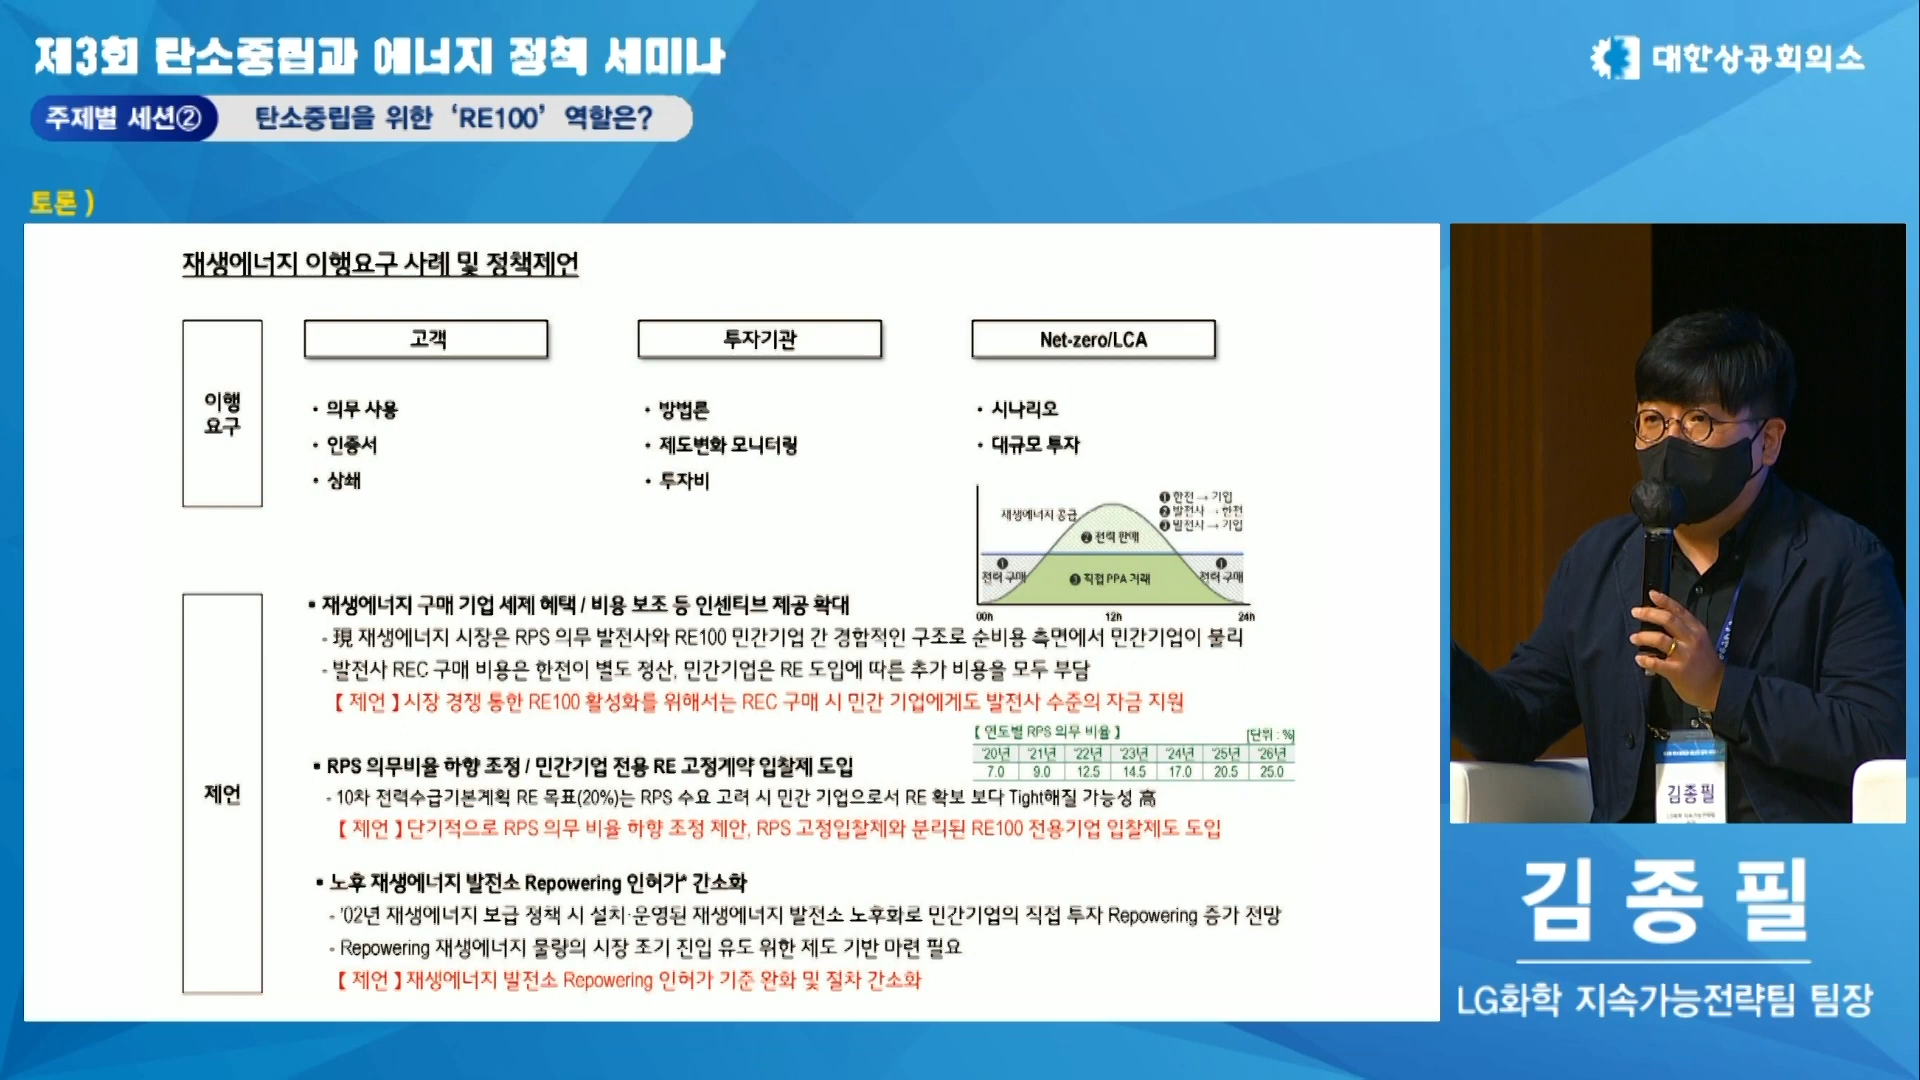 제3회 탄소중립과 에너지 정책 세미나
대한상공회의소
주제별 세션② 탄소중립을 위한 ‘RE100’ 역할은?
토론 )
재생에너지 이행요구 사례 및 정책제언
이행
요구
고객
투자기관
Net-zero/LCA
· 의무 사용
· 인증서
· 상쇄
· 방법론
· 제도변화 모니터링
· 투자비
· 시나리오
· 대규모 투자
재생에너지 공급
❶ 한전 → 기업
❷ 발전사 → 한전
❸ 발전사 → 기업
❷ 전력 판매
❶
전력 구매
❸ 직접 PPA 거래
❶
전력 구매
00h 12h 24h
제언
▪ 재생에너지 구매 기업 세제 혜택 / 비용 보조 등 인센티브 제공 확대
- 現 재생에너지 시장은 RPS 의무 발전사와 RE100 민간기업 간 경합적인 구조로 순비용 측면에서 민간기업이 불리
- 발전사 REC 구매 비용은 한전이 별도 정산, 민간기업은 RE 도입에 따른 추가 비용을 모두 부담
【 제언 】시장 경쟁 통한 RE100 활성화를 위해서는 REC 구매 시 민간 기업에게도 발전사 수준의 자금 지원
【 연도별 RPS 의무 비율 】 [단위 : %]
'20년 '21년 '22년 '23년 '24년 '25년 '26년
7.0 9.0 12.5 14.5 17.0 20.5 25.0
▪ RPS 의무비율 하향 조정 / 민간기업 전용 RE 고정계약 입찰제 도입
- 10차 전력수급기본계획 RE 목표(20%)는 RPS 수요 고려 시 민간 기업으로서 RE 확보 보다 Tight해질 가능성 高
【 제언 】단기적으로 RPS 의무 비율 하향 조정 제안, RPS 고정입찰제와 분리된 RE100 전용기업 입찰제도 도입
▪ 노후 재생에너지 발전소 Repowering 인허가* 간소화
- '02년 재생에너지 보급 정책 시 설치·운영된 재생에너지 발전소 노후화로 민간기업의 직접 투자 Repowering 증가 전망
- Repowering 재생에너지 물량의 시장 조기 진입 유도 위한 제도 기반 마련 필요
【 제언 】재생에너지 발전소 Repowering 인허가 기준 완화 및 절차 간소화
김종필
LG화학 지속가능전략팀
김종필
LG화학 지속가능전략팀 팀장